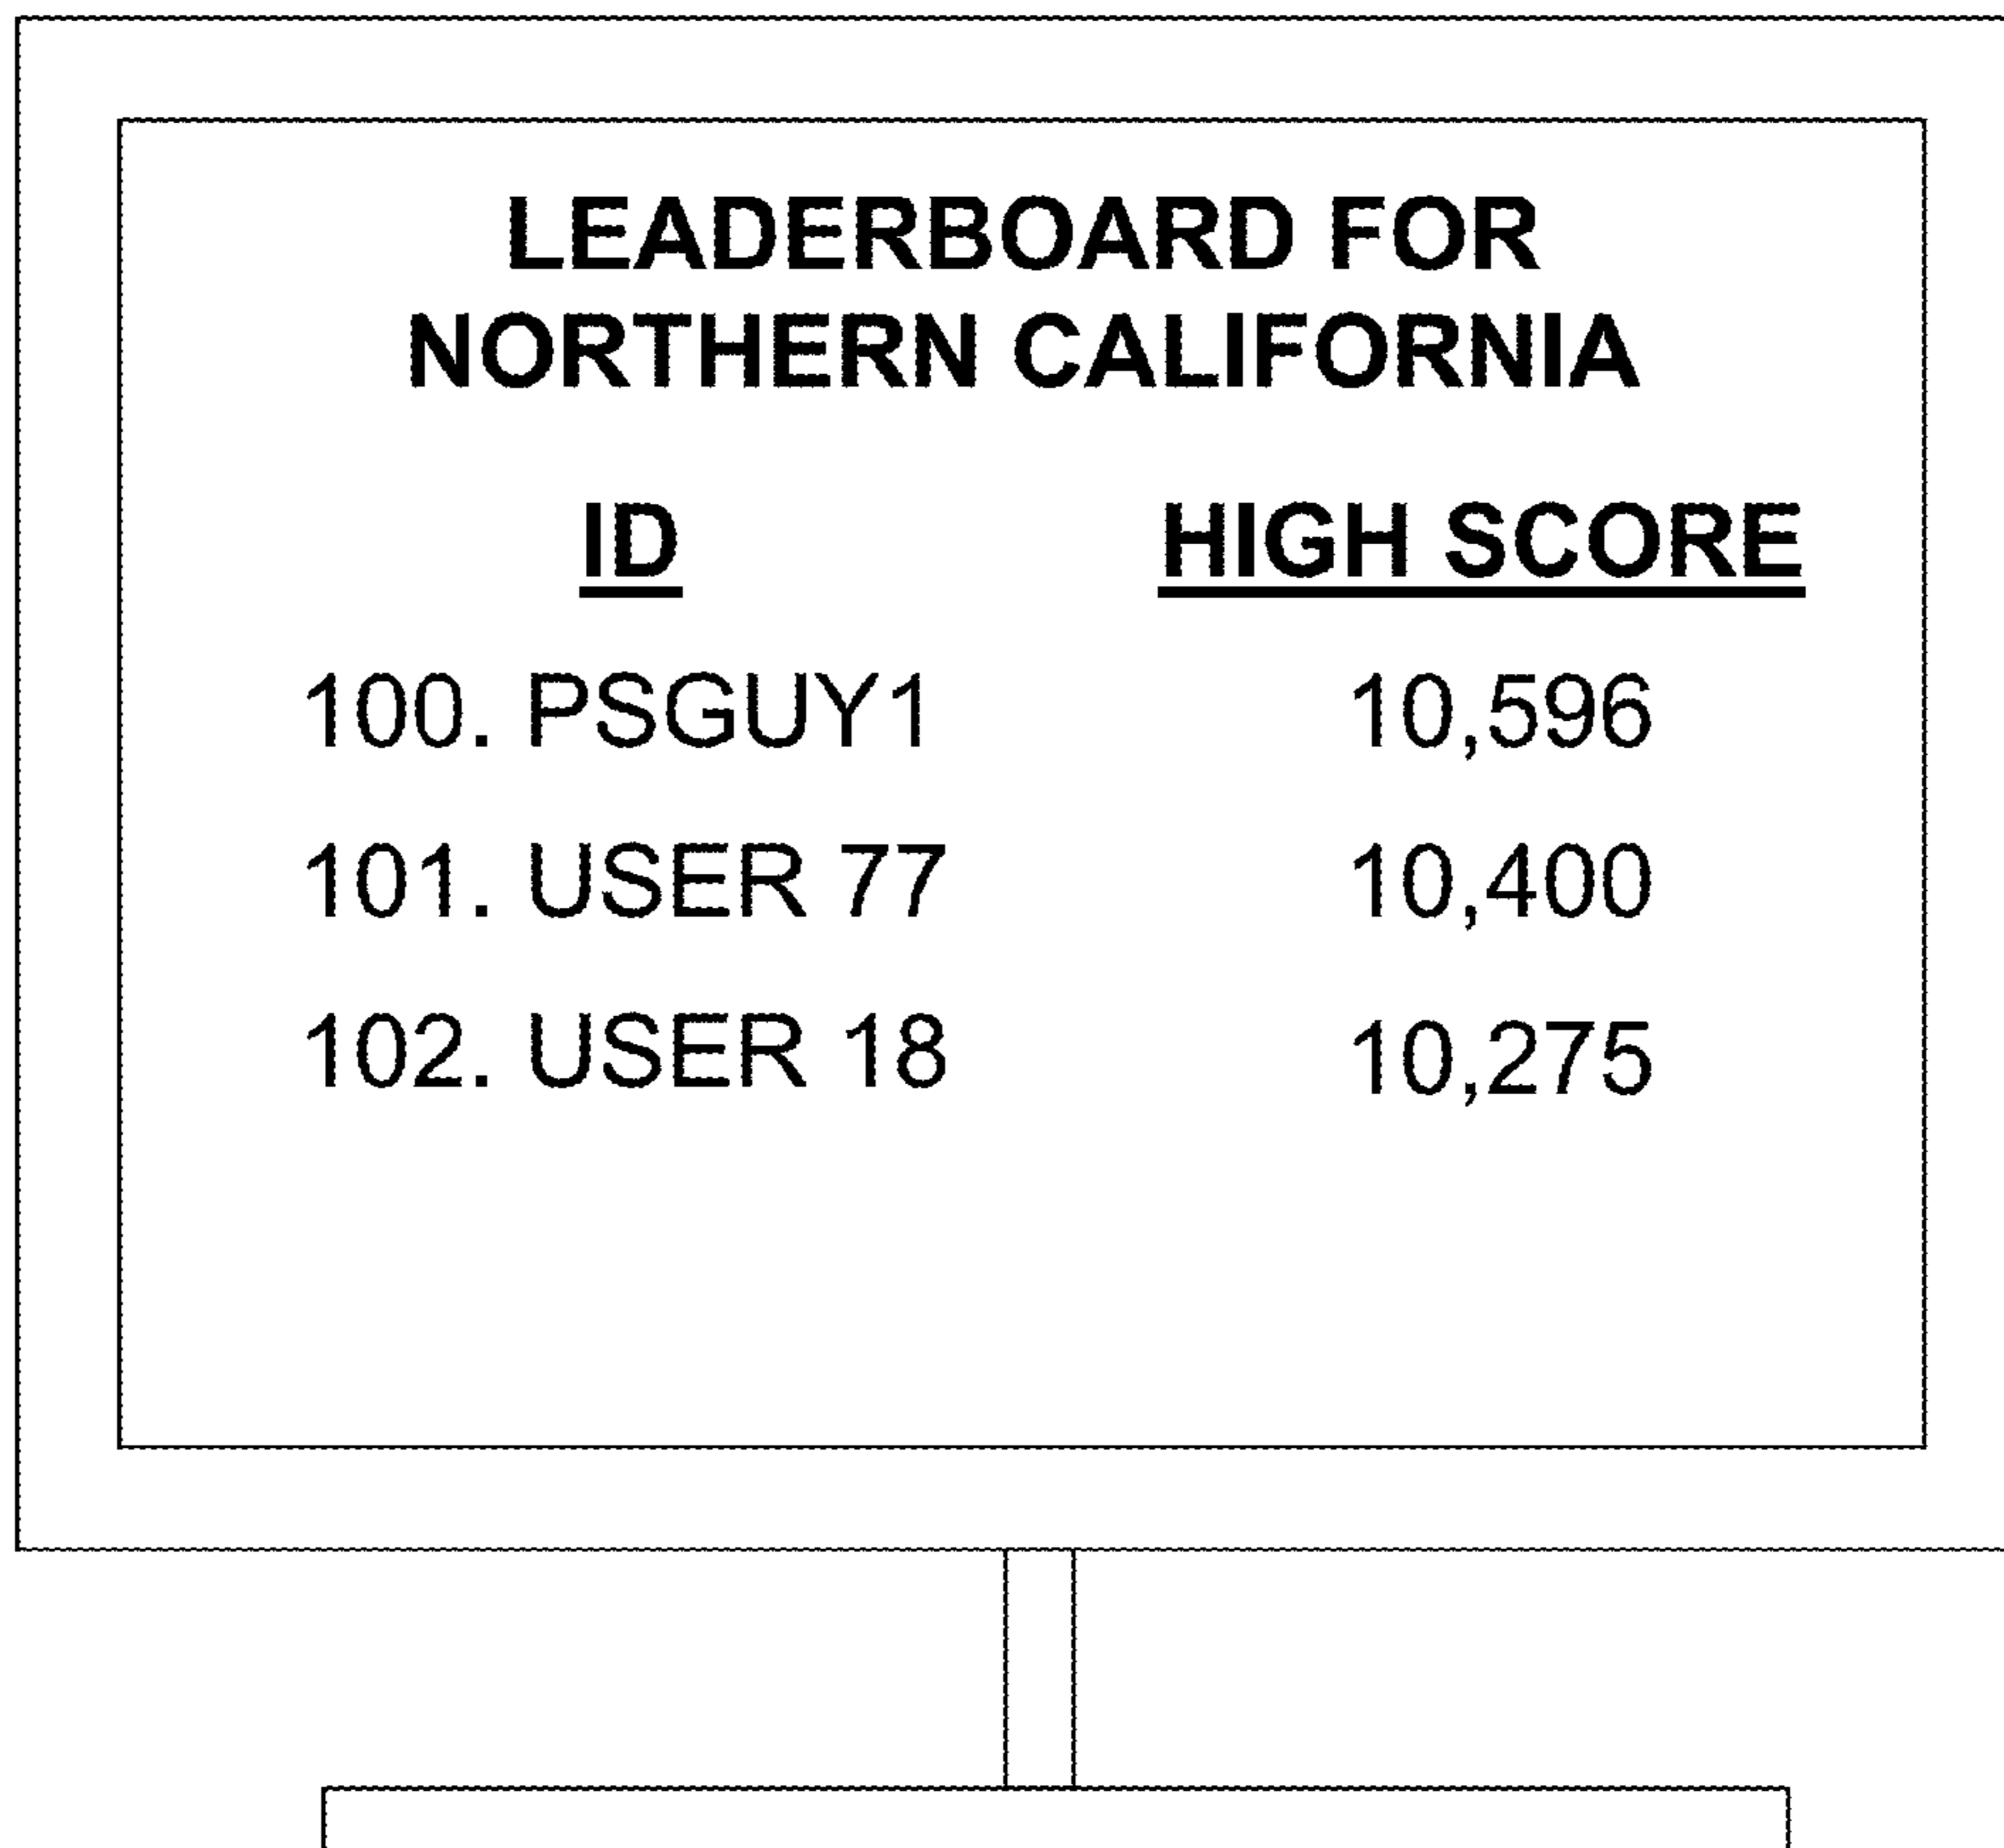 LEADERBOARD FOR
NORTHERN CALIFORNIA
ID HIGH SCORE
100. PSGUY1 10,596
101. USER 77 10,400
102. USER 18 10,275